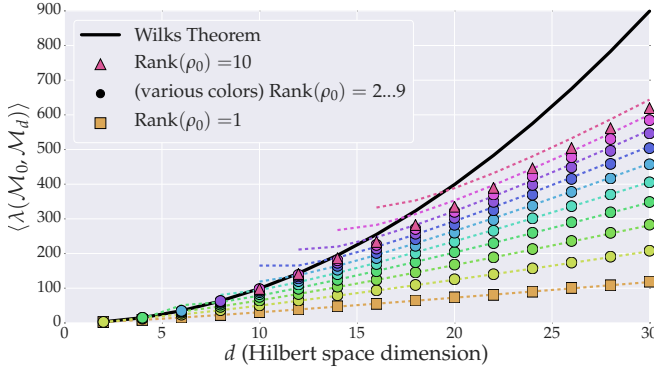 900
800
700
600
500
400
300
200
100
0
⟨λ(ℳ₀, ℳ_d)⟩
Wilks Theorem
Rank(ρ₀) =10
(various colors) Rank(ρ₀) = 2...9
Rank(ρ₀) =1
0 5 10 15 20 25 30
d (Hilbert space dimension)